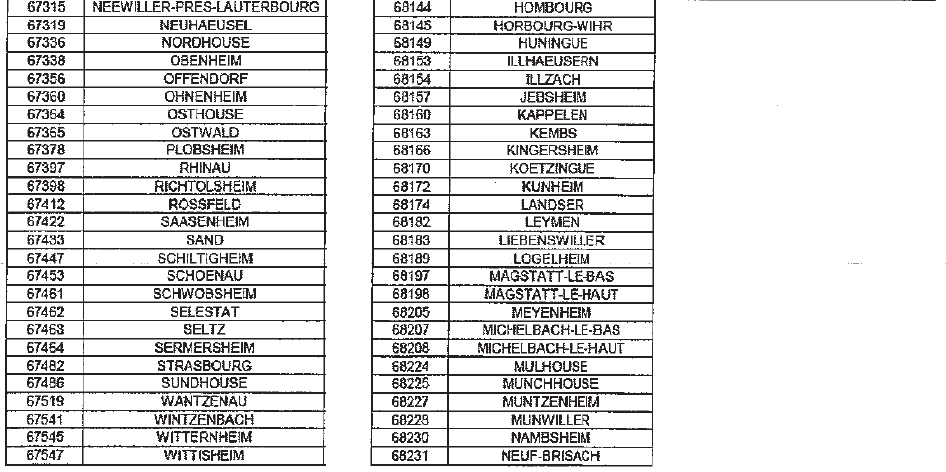 67315 NEEWILLER-PRES-LAUTERBOURG
67319 NEUHAEUSEL
67336 NORDHOUSE
67338 OBENHEIM
67356 OFFENDORF
67360 OHNENHEIM
67364 OSTHOUSE
67365 OSTWALD
67378 PLOBSHEIM
67397 RHINAU
67398 RICHTOLSHEIM
67412 ROSSFELD
67422 SAASENHEIM
67433 SAND
67447 SCHILTIGHEIM
67453 SCHOENAU
67461 SCHWOBSHEIM
67462 SELESTAT
67463 SELTZ
67464 SERMERSHEIM
67482 STRASBOURG
67486 SUNDHOUSE
67519 WANTZENAU
67541 WINTZENBACH
67545 WITTERNHEIM
67547 WITTISHEIM
68144 HOMBOURG
68145 HORBOURG-WIHR
68149 HUNINGUE
68153 ILLHAEUSERN
68154 ILLZACH
68157 JEBSHEIM
68160 KAPPELEN
68163 KEMBS
68166 KINGERSHEIM
68170 KOETZINGUE
68172 KUNHEIM
68174 LANDSER
68182 LEYMEN
68183 LIEBENSWILLER
68189 LOGELHEIM
68197 MAGSTATT-LE-BAS
68198 MAGSTATT-LE-HAUT
68205 MEYENHEIM
68207 MICHELBACH-LE-BAS
68208 MICHELBACH-LE-HAUT
68224 MULHOUSE
68225 MUNCHHOUSE
68227 MUNTZENHEIM
68228 MUNWILLER
68230 NAMBSHEIM
68231 NEUF-BRISACH